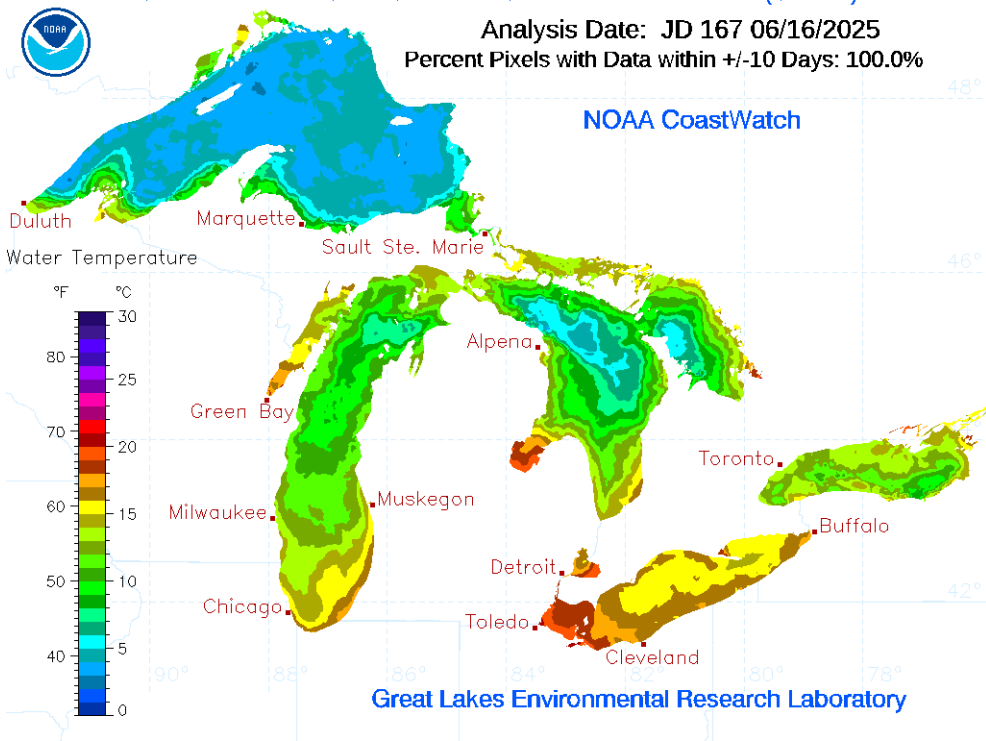 NOAA
Analysis Date: JD 167 06/16/2025
Percent Pixels with Data within +/-10 Days: 100.0%
48°
NOAA CoastWatch
Duluth
Marquette
Sault Ste. Marie
Water Temperature
46°
°F °C
30
Alpena
80
25
Green Bay
70
20
Toronto
60
15
Milwaukee
Muskegon
Buffalo
Detroit
50
10
42°
Chicago
Toledo
40
5
Cleveland
90° 88° 84° 82° 80° 78°
0
Great Lakes Environmental Research Laboratory